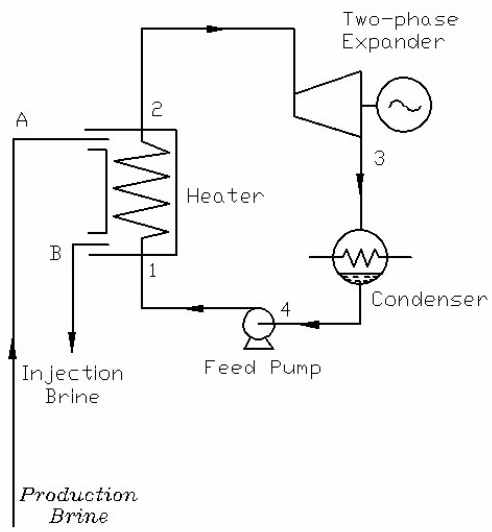 Two-phase
Expander
A
2
3
Heater
B
1
4
Condenser
Feed Pump
Injection
Brine
Production
Brine